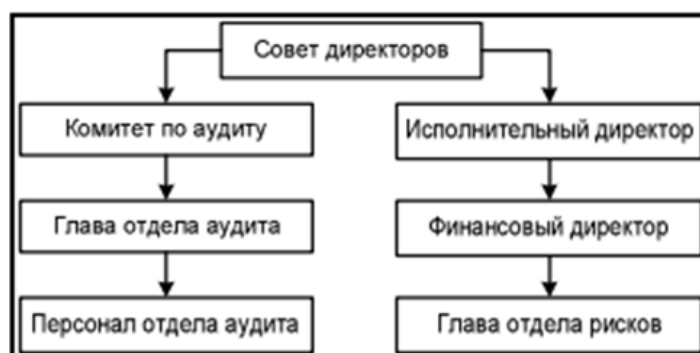 Совет директоров
Комитет по аудиту
Исполнительный директор
Глава отдела аудита
Финансовый директор
Персонал отдела аудита
Глава отдела рисков